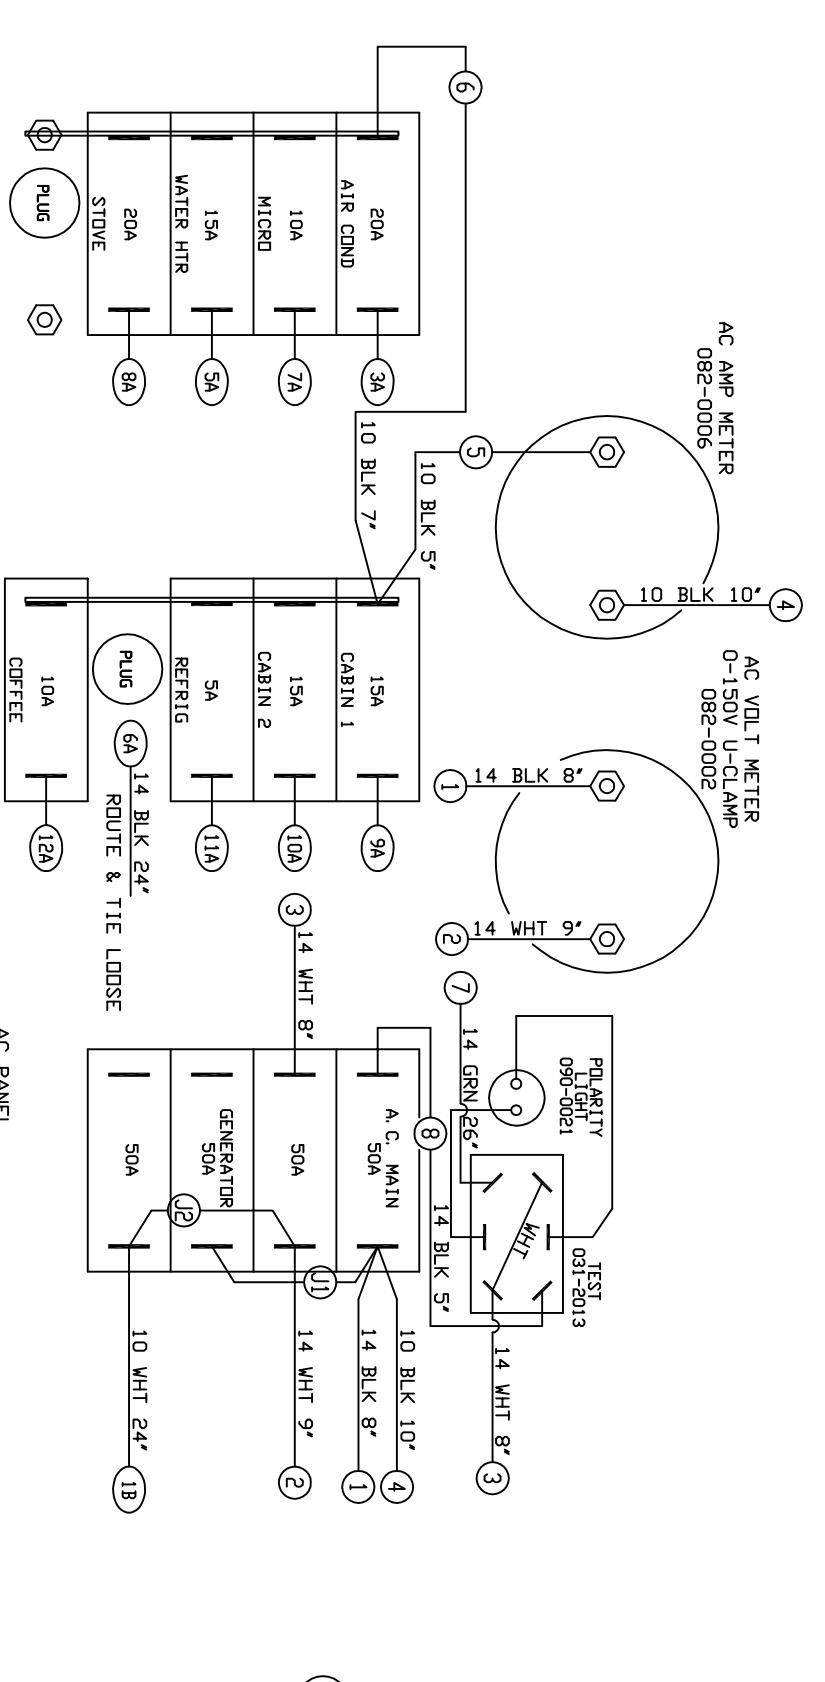 6
PLUG
20A
STOVE
15A
WATER HTR
10A
MICRO
20A
AIR COND
8A
5A
7A
3A
10 BLK 7"
10 BLK 5"
5
AC AMP METER
082-0006
10 BLK 10"
4
AC VOLT METER
0-150V U-CLAMP
082-0002
14 BLK 8"
1
14 WHT 9"
2
10A
COFFEE
PLUG
5A
REFRIG
15A
CABIN 2
15A
CABIN 1
6A
14 BLK 24"
ROUTE & TIE LOOSE
12A
11A
10A
9A
3
14 WHT 8"
7
14 GRN 26"
POLARITY
LIGHT
090-0021
8
14 BLK 5"
WHT
TEST
031-2013
14 WHT 8"
3
A.C. MAIN
50A
50A
GENERATOR
50A
50A
J2
J1
10 WHT 24"
1B
14 WHT 9"
2
14 BLK 8"
1
10 BLK 10"
4
AC PANEL